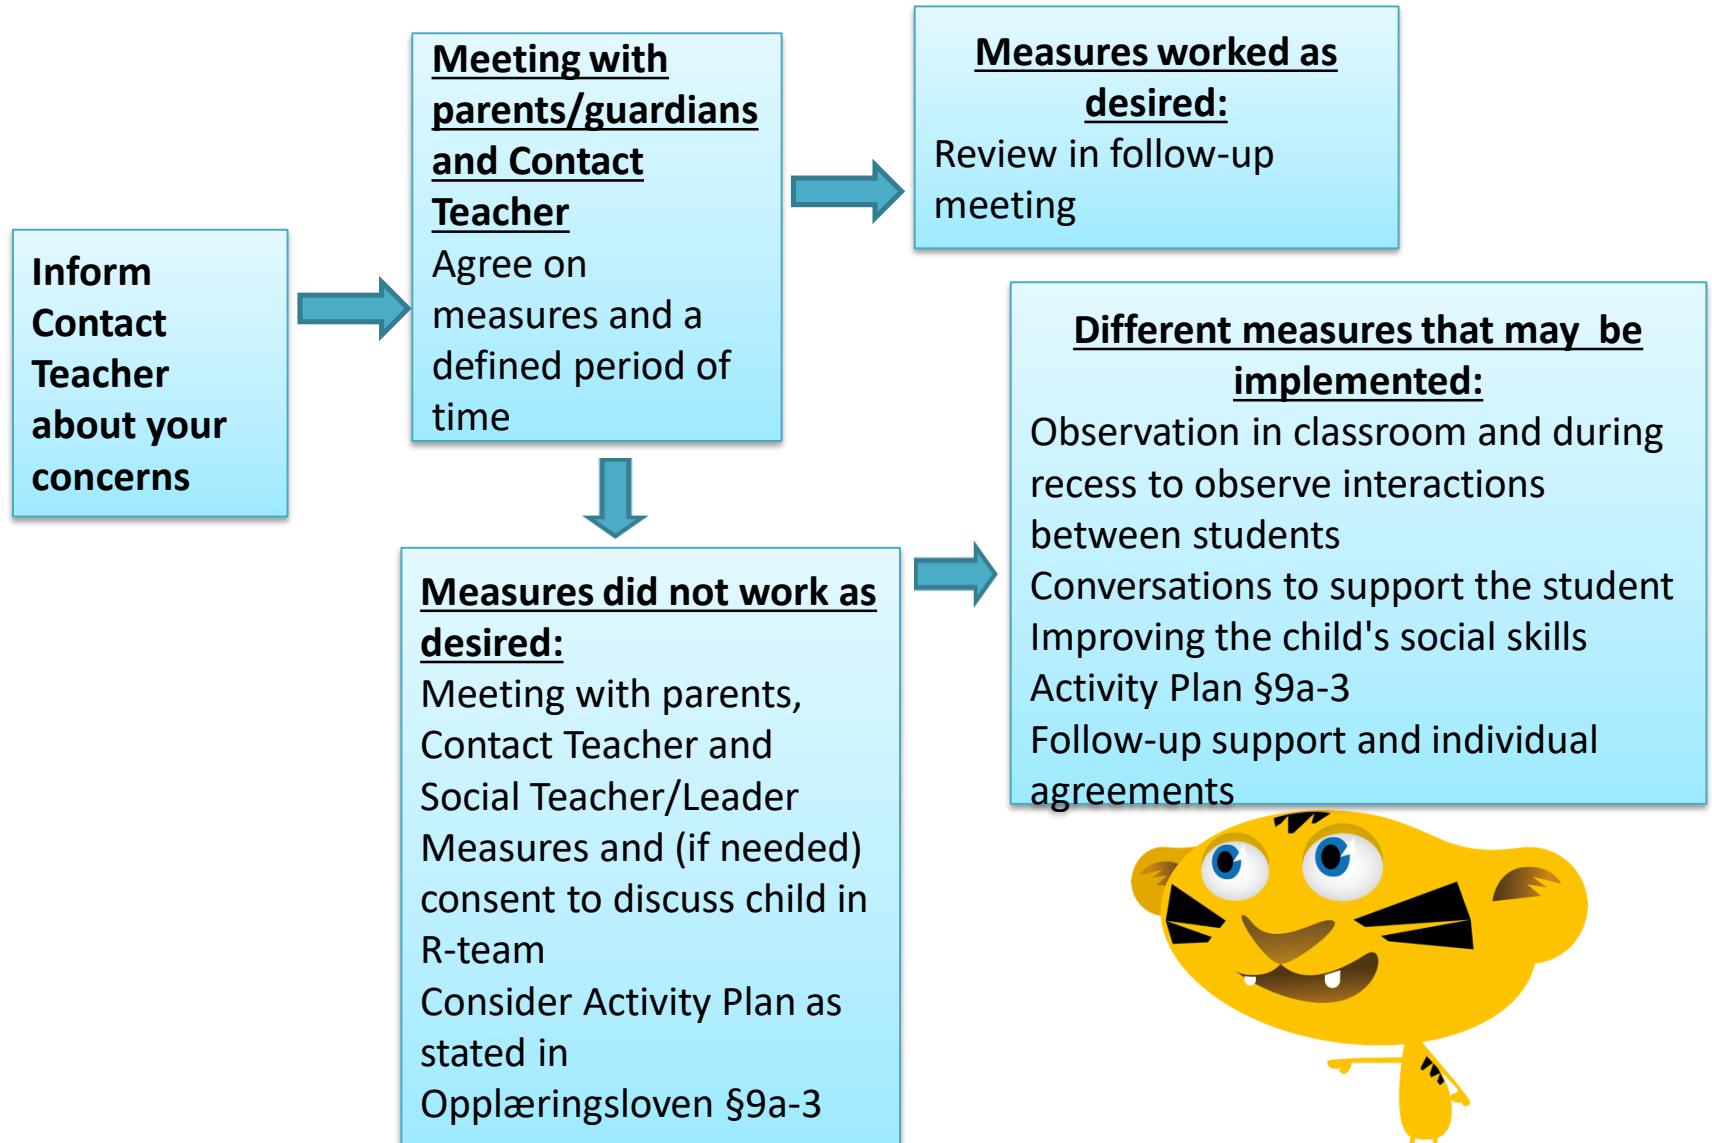 Inform
Contact
Teacher
about your
concerns
Meeting with
parents/guardians
and Contact
Teacher
Agree on
measures and a
defined period of
time
Measures worked as
desired:
Review in follow-up
meeting
Measures did not work as
desired:
Meeting with parents,
Contact Teacher and
Social Teacher/Leader
Measures and (if needed)
consent to discuss child in
R-team
Consider Activity Plan as
stated in
Opplæringsloven §9a-3
Different measures that may  be
implemented:
Observation in classroom and during
recess to observe interactions
between students
Conversations to support the student
Improving the child's social skills
Activity Plan §9a-3
Follow-up support and individual
agreements